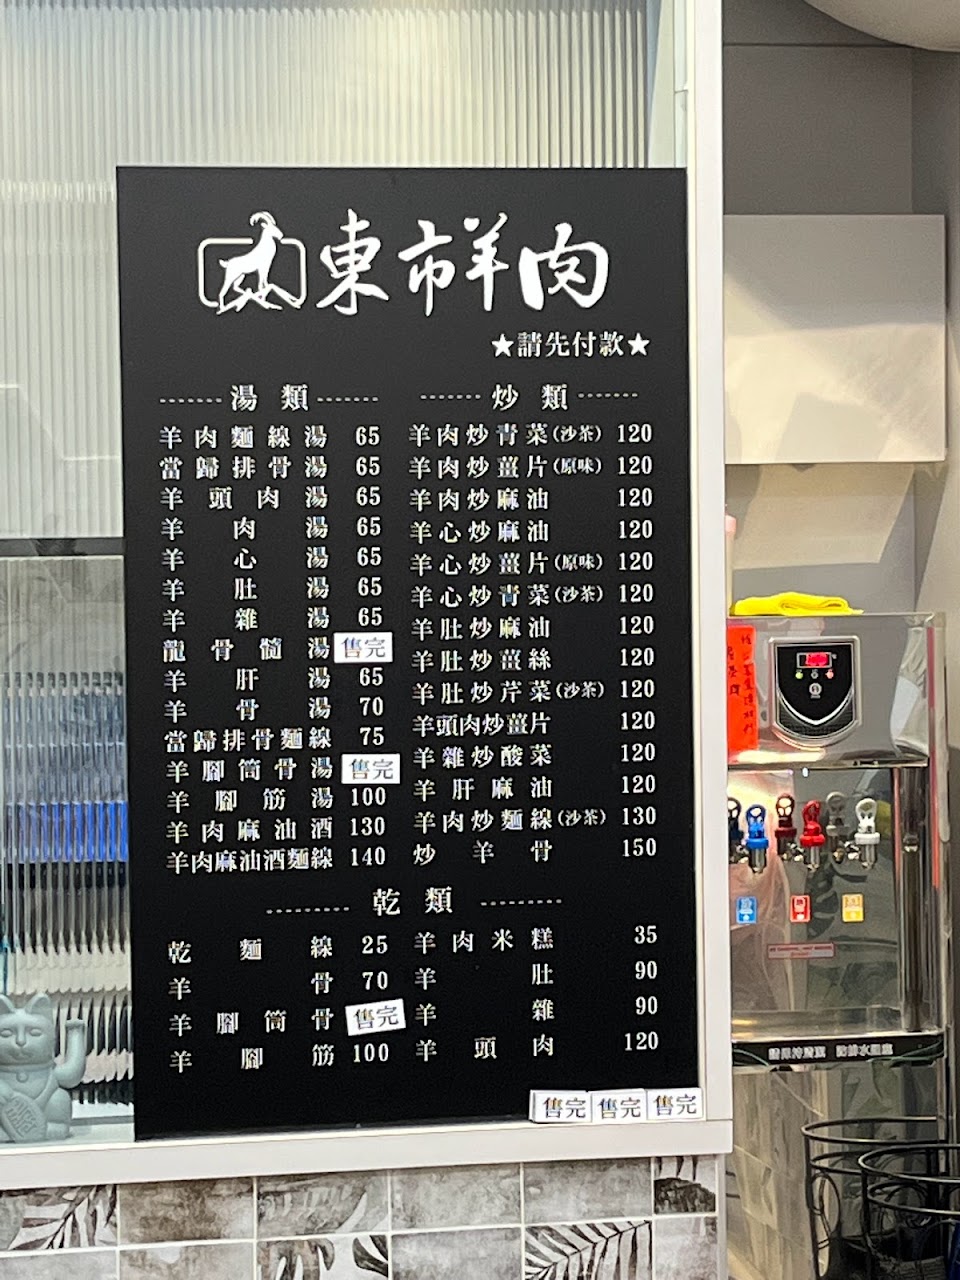 東市羊肉
★請先付款★
湯類
羊肉麵線湯 65
當歸排骨湯 65
羊頭肉湯 65
羊肉湯 65
羊心湯 65
羊肚湯 65
羊雜湯 65
龍骨髓湯 售完
羊肝湯 65
羊骨湯 70
當歸排骨麵線 75
羊腳筒骨湯 售完
羊腳筋湯 100
羊肉麻油酒 130
羊肉麻油酒麵線 140
炒類
羊肉炒青菜(沙茶) 120
羊肉炒薑片(原味) 120
羊肉炒麻油 120
羊心炒麻油 120
羊心炒薑片(原味) 120
羊心炒青菜(沙茶) 120
羊肚炒麻油 120
羊肚炒薑絲 120
羊肚炒芹菜(沙茶) 120
羊頭肉炒薑片 120
羊雜炒酸菜 120
羊肝麻油 120
羊肉炒麵線(沙茶) 130
炒羊骨 150
乾類
乾麵線 25
羊骨 70
羊腳筒骨 售完
羊腳筋 100
羊肉米糕 35
羊肚 90
羊雜 90
羊頭肉 120
售完 售完 售完